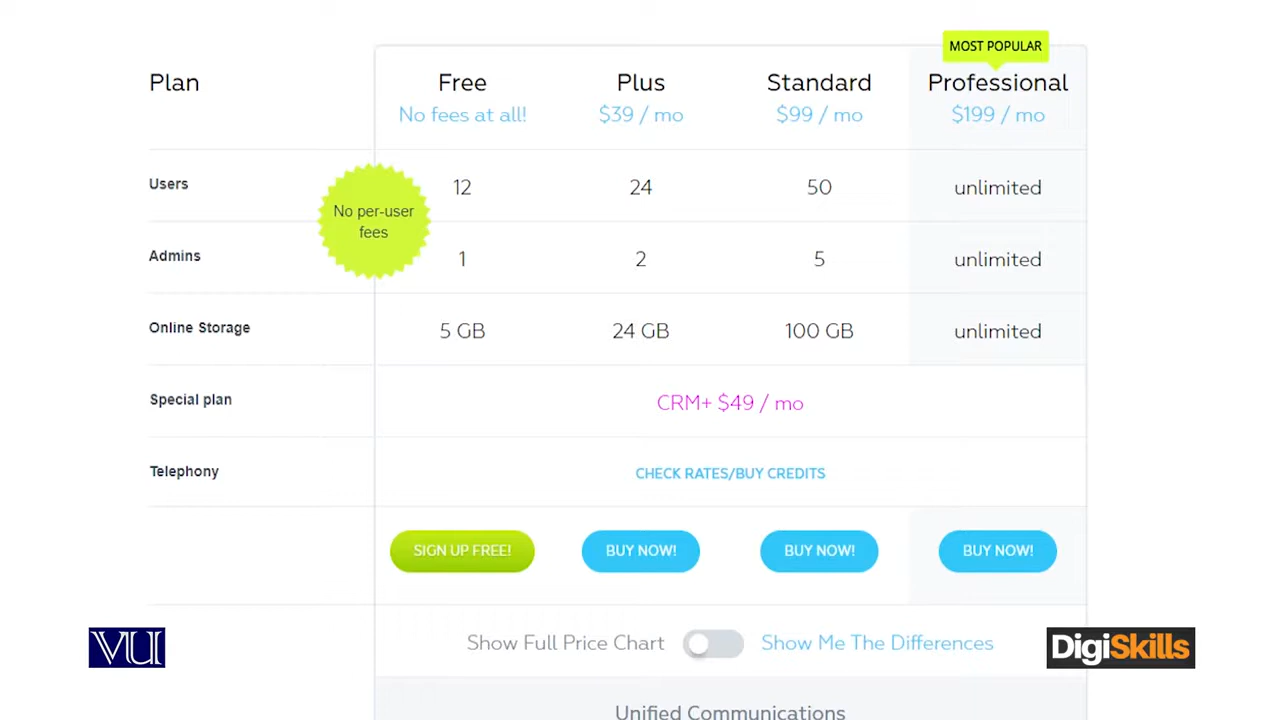 MOST POPULAR
Plan Free Plus Standard Professional
No fees at all! $39 / mo $99 / mo $199 / mo
Users 12 24 50 unlimited
No per-user
fees
Admins 1 2 5 unlimited
Online Storage 5 GB 24 GB 100 GB unlimited
Special plan CRM+ $49 / mo
Telephony CHECK RATES/BUY CREDITS
SIGN UP FREE! BUY NOW! BUY NOW! BUY NOW!
Show Full Price Chart Show Me The Differences
VU DigiSkills
Unified Communications